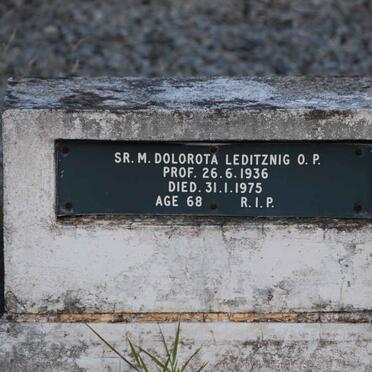 SR. M. DOLOROTA LEDITZNIG O.P.
PROF. 26.6.1936
DIED. 31.1.1975
AGE 68 R.I.P.